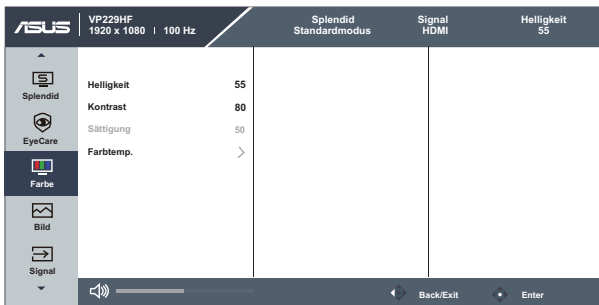 ASUS
VP229HF
1920 x 1080 100 Hz
Splendid
Standardmodus
Signal
HDMI
Helligkeit
55
Splendid
EyeCare
Farbe
Bild
Signal
Helligkeit 55
Kontrast 80
Sättigung 50
Farbtemp.
Back/Exit
Enter